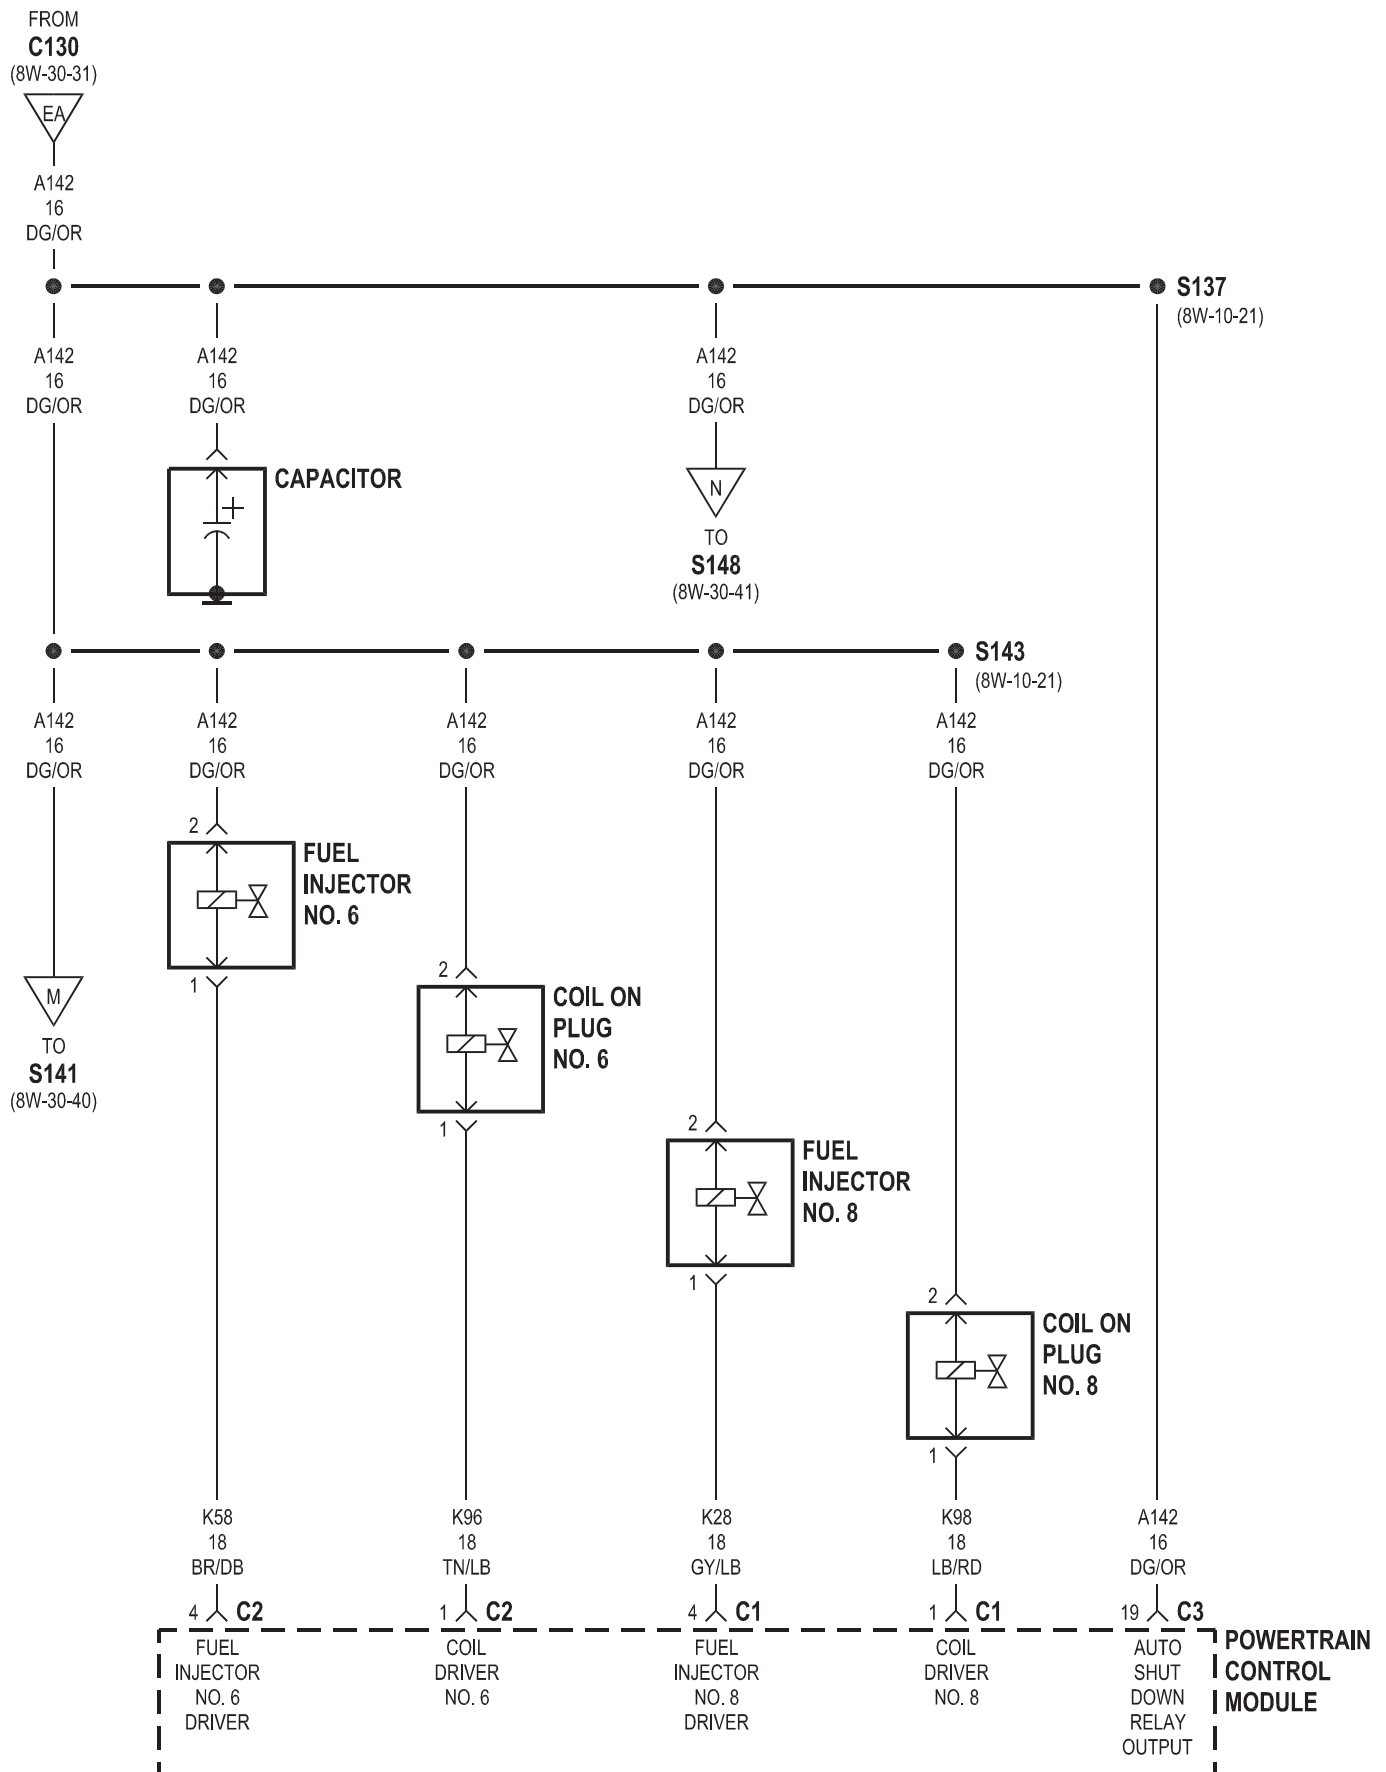 FROM
C130
(8W-30-31)
EA
A142
16
DG/OR
S137
(8W-10-21)
A142
16
DG/OR
A142
16
DG/OR
A142
16
DG/OR
CAPACITOR
+
N
TO
S148
(8W-30-41)
S143
(8W-10-21)
A142
16
DG/OR
A142
16
DG/OR
A142
16
DG/OR
A142
16
DG/OR
A142
16
DG/OR
2
FUEL
INJECTOR
NO. 6
1
M
TO
S141
(8W-30-40)
2
COIL ON
PLUG
NO. 6
1
2
FUEL
INJECTOR
NO. 8
1
2
COIL ON
PLUG
NO. 8
1
K58
18
BR/DB
K96
18
TN/LB
K28
18
GY/LB
K98
18
LB/RD
A142
16
DG/OR
4 C2
1 C2
4 C1
1 C1
19 C3
FUEL
INJECTOR
NO. 6
DRIVER
COIL
DRIVER
NO. 6
FUEL
INJECTOR
NO. 8
DRIVER
COIL
DRIVER
NO. 8
AUTO
SHUT
DOWN
RELAY
OUTPUT
POWERTRAIN
CONTROL
MODULE